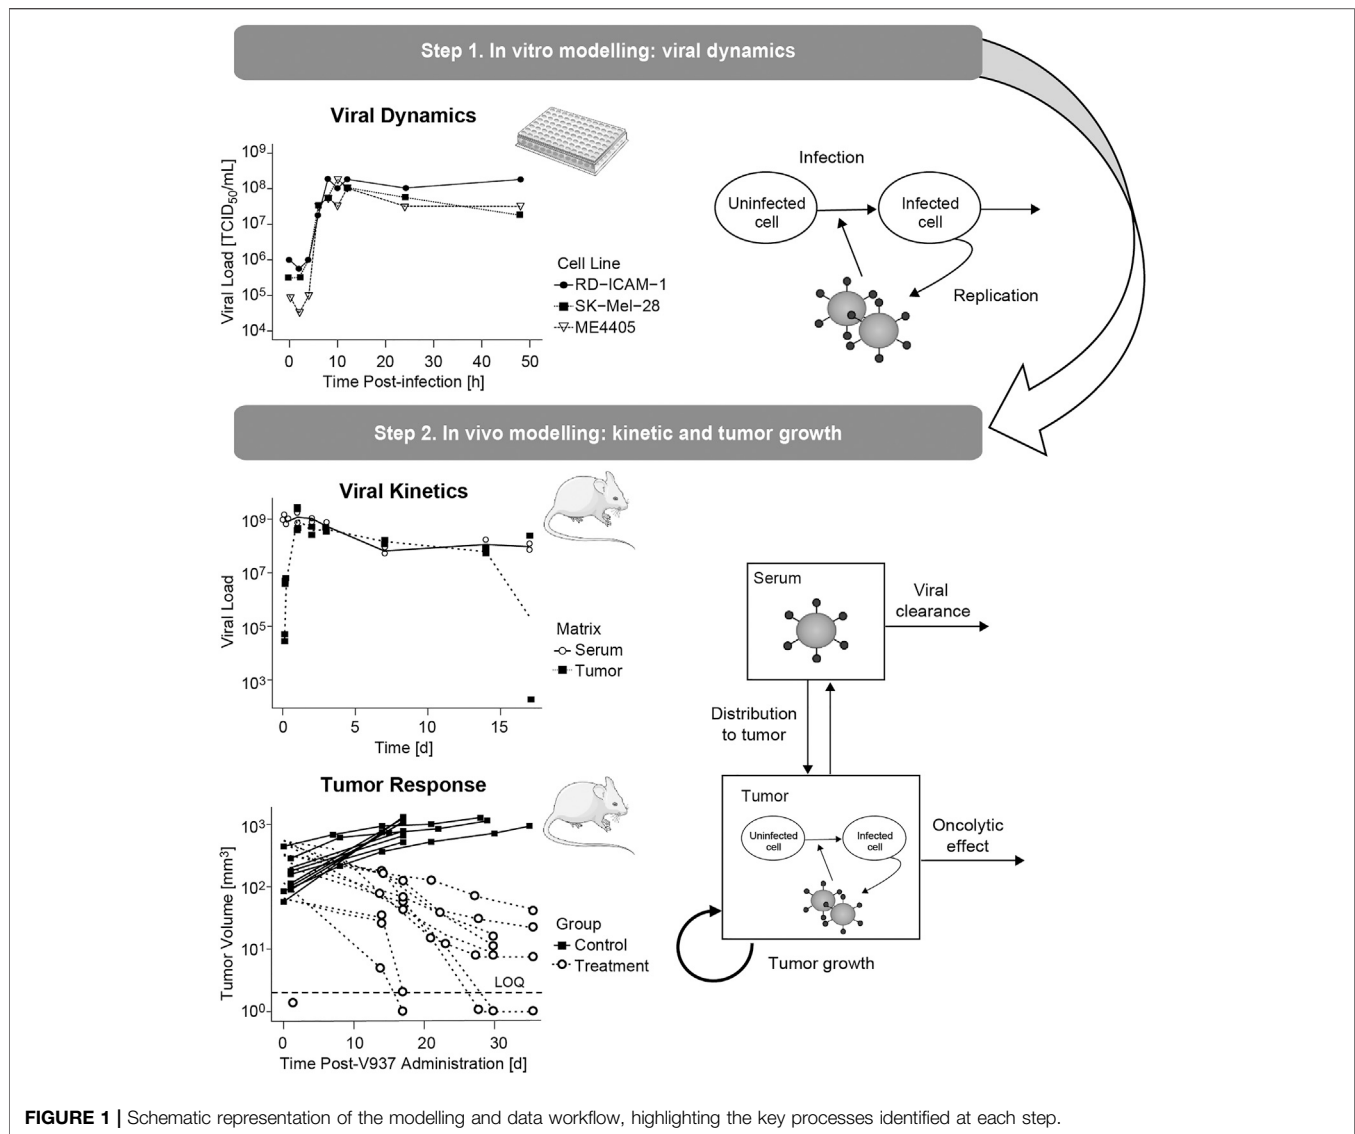 Step 1. In vitro modelling: viral dynamics
Viral Dynamics
Viral Load [TCID50/mL]
10⁹
10⁸
10⁷
10⁶
10⁵
10⁴
0 10 20 30 40 50
Time Post-infection [h]
Cell Line
RD−ICAM−1
SK−Mel−28
ME4405
Infection
Uninfected
cell
Infected
cell
Replication
Step 2. In vivo modelling: kinetic and tumor growth
Viral Kinetics
Viral Load
10⁹
10⁷
10⁵
10³
0 5 10 15
Time [d]
Matrix
Serum
Tumor
Tumor Response
Tumor Volume [mm³]
10³
10²
10¹
10⁰
LOQ
0 10 20 30
Time Post-V937 Administration [d]
Group
Control
Treatment
Serum
Viral
clearance
Distribution
to tumor
Tumor
Uninfected
cell
Infected
cell
Oncolytic
effect
Tumor growth
FIGURE 1 | Schematic representation of the modelling and data workflow, highlighting the key processes identified at each step.